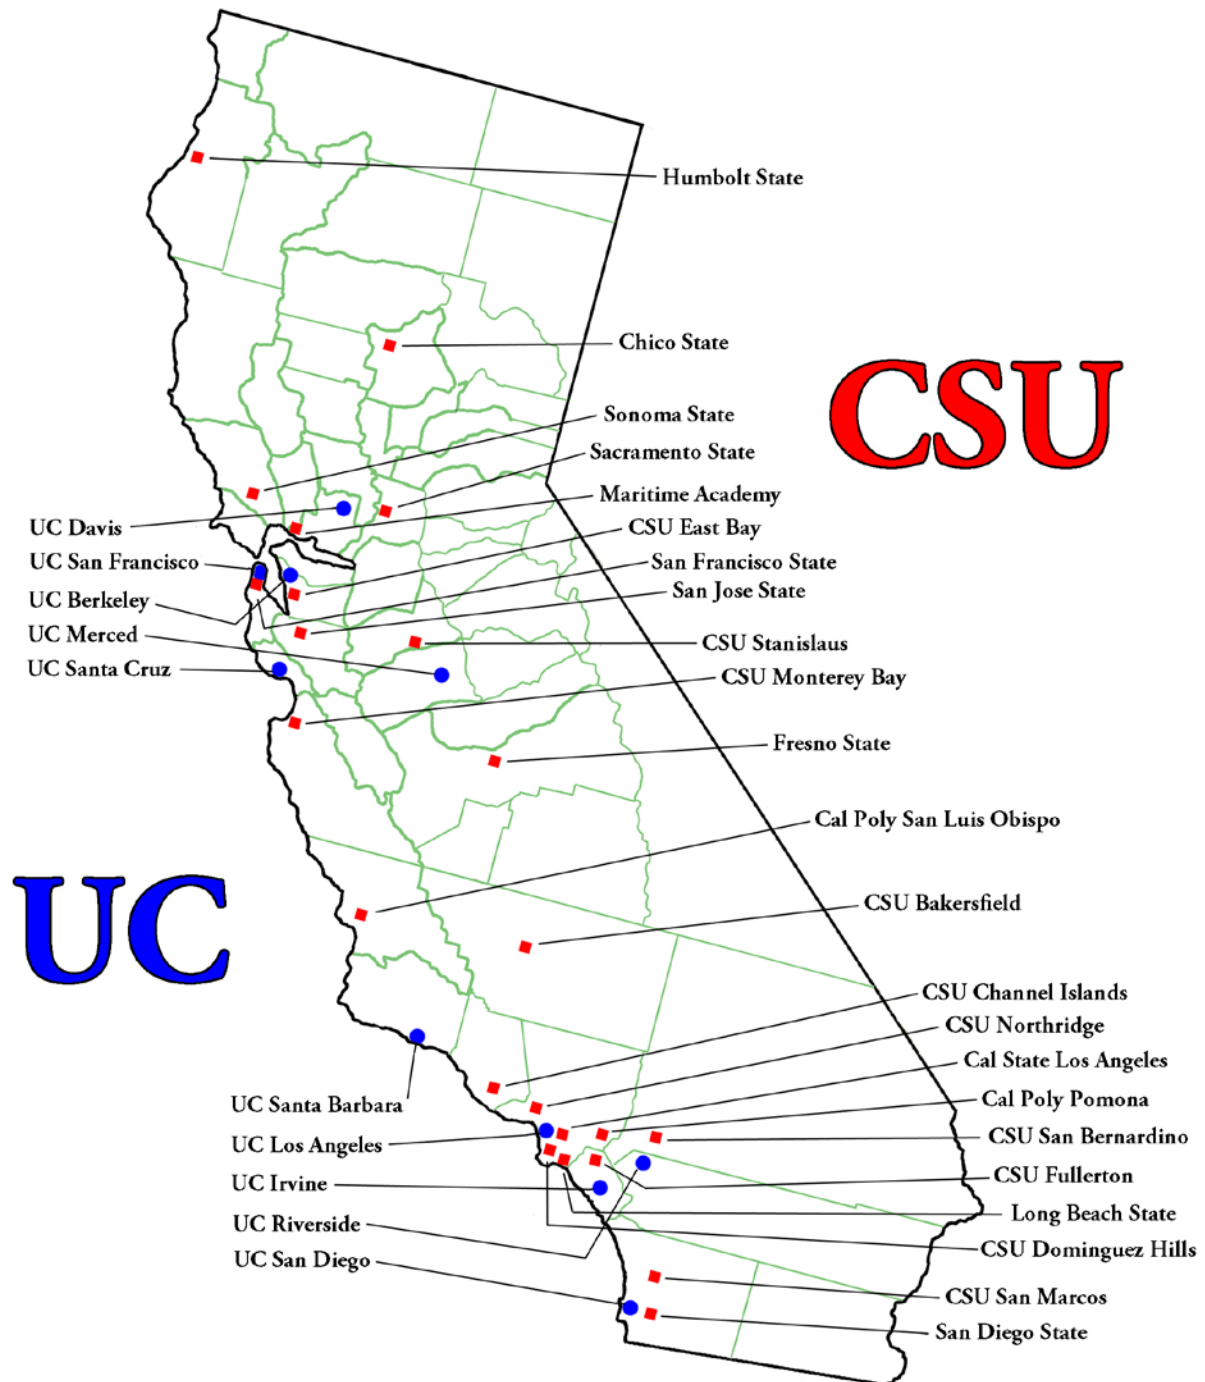 Humbolt State
Chico State
CSU
Sonoma State
Sacramento State
Maritime Academy
UC Davis
CSU East Bay
UC San Francisco
San Francisco State
San Jose State
UC Berkeley
UC Merced
CSU Stanislaus
UC Santa Cruz
CSU Monterey Bay
Fresno State
Cal Poly San Luis Obispo
CSU Bakersfield
UC
CSU Channel Islands
CSU Northridge
Cal State Los Angeles
Cal Poly Pomona
UC Santa Barbara
CSU San Bernardino
UC Los Angeles
CSU Fullerton
UC Irvine
Long Beach State
UC Riverside
CSU Dominguez Hills
UC San Diego
CSU San Marcos
San Diego State